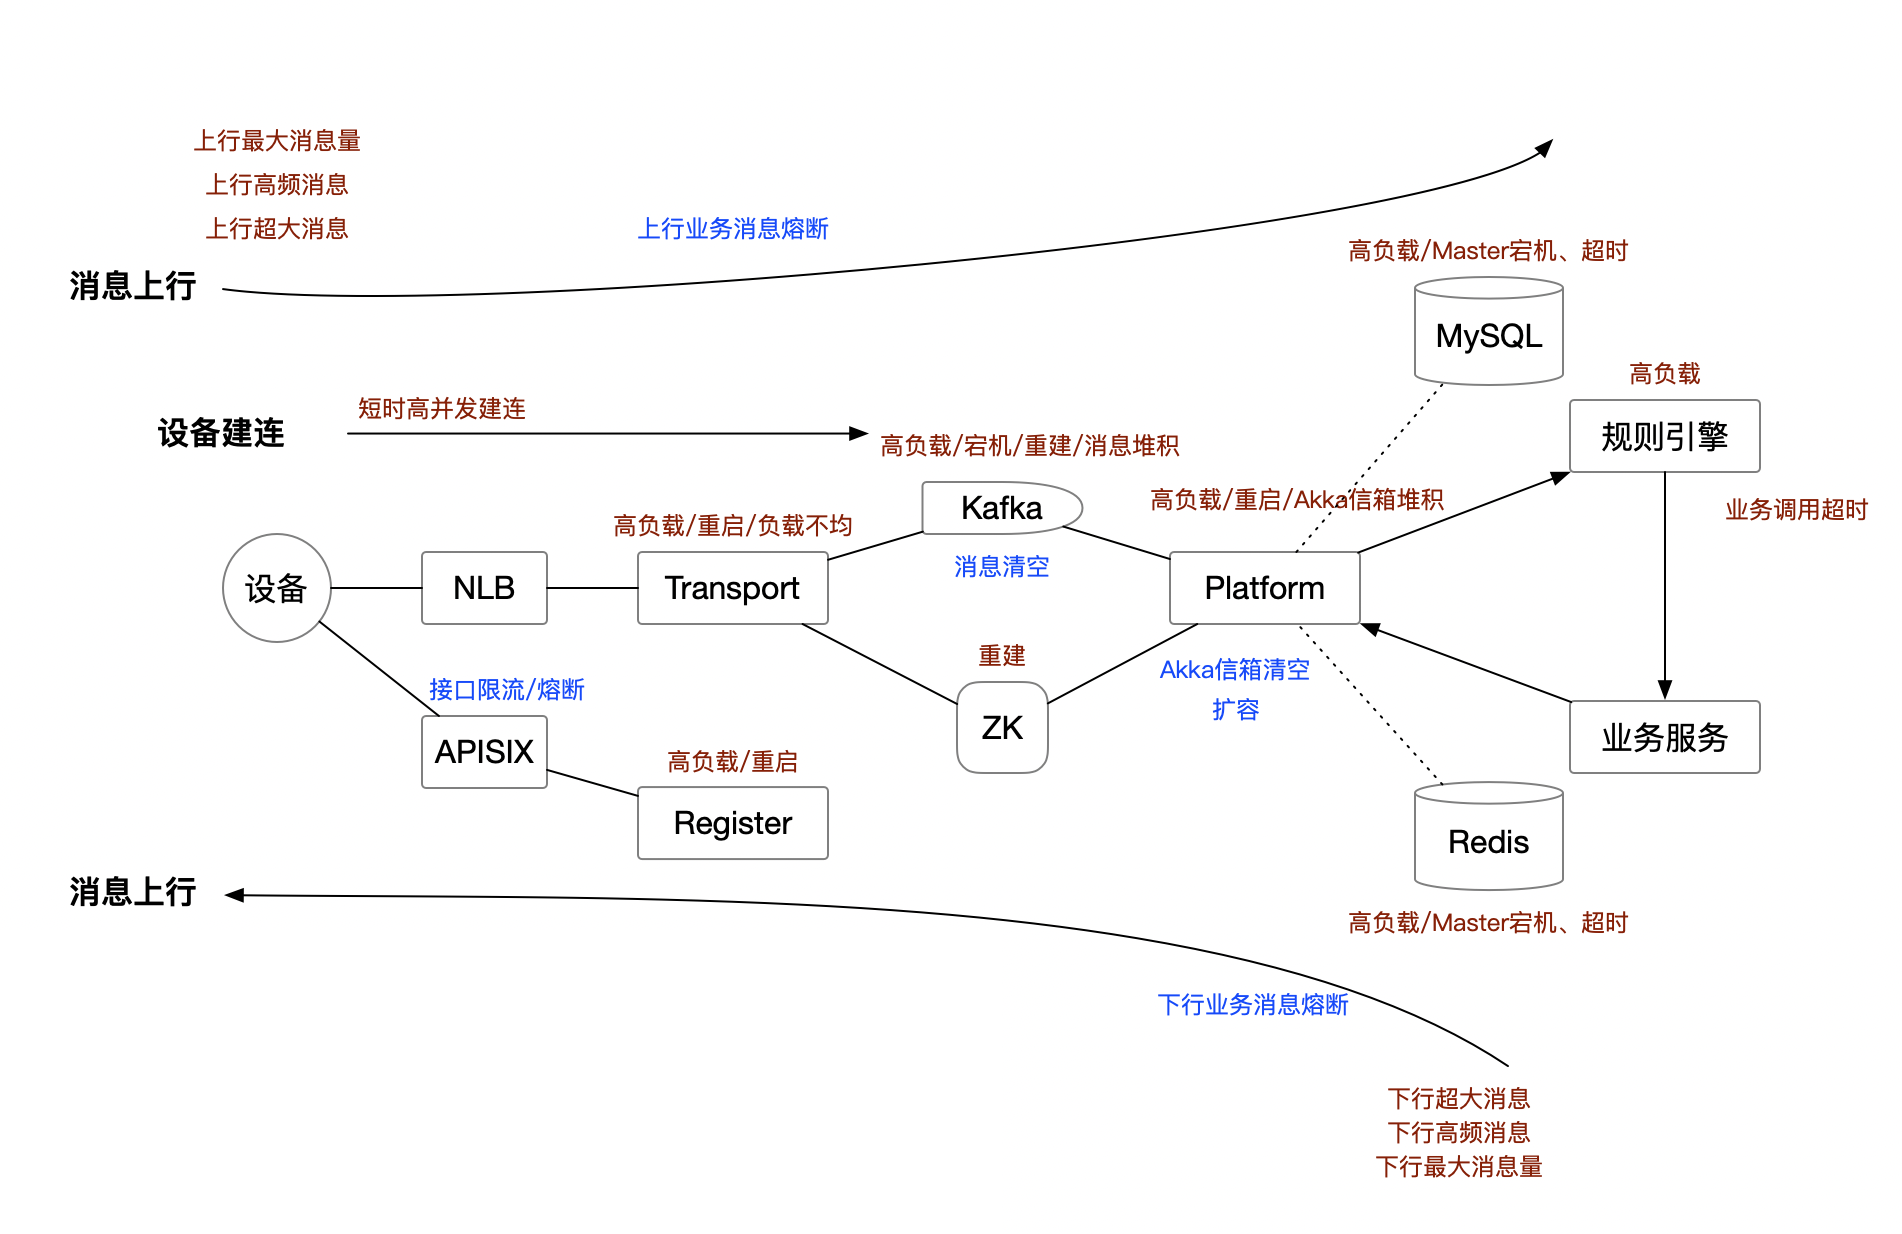 上行最大消息量
上行高频消息
上行超大消息
上行业务消息熔断
消息上行
高负载/Master宕机、超时
MySQL
设备建连
短时高并发建连
高负载/宕机/重建/消息堆积
高负载
规则引擎
高负载/重启/负载不均
Kafka
高负载/重启/Akka信箱堆积
业务调用超时
设备
NLB
Transport
消息清空
Platform
重建
接口限流/熔断
Akka信箱清空
扩容
APISIX
ZK
业务服务
高负载/重启
Register
Redis
消息上行
高负载/Master宕机、超时
下行业务消息熔断
下行超大消息
下行高频消息
下行最大消息量